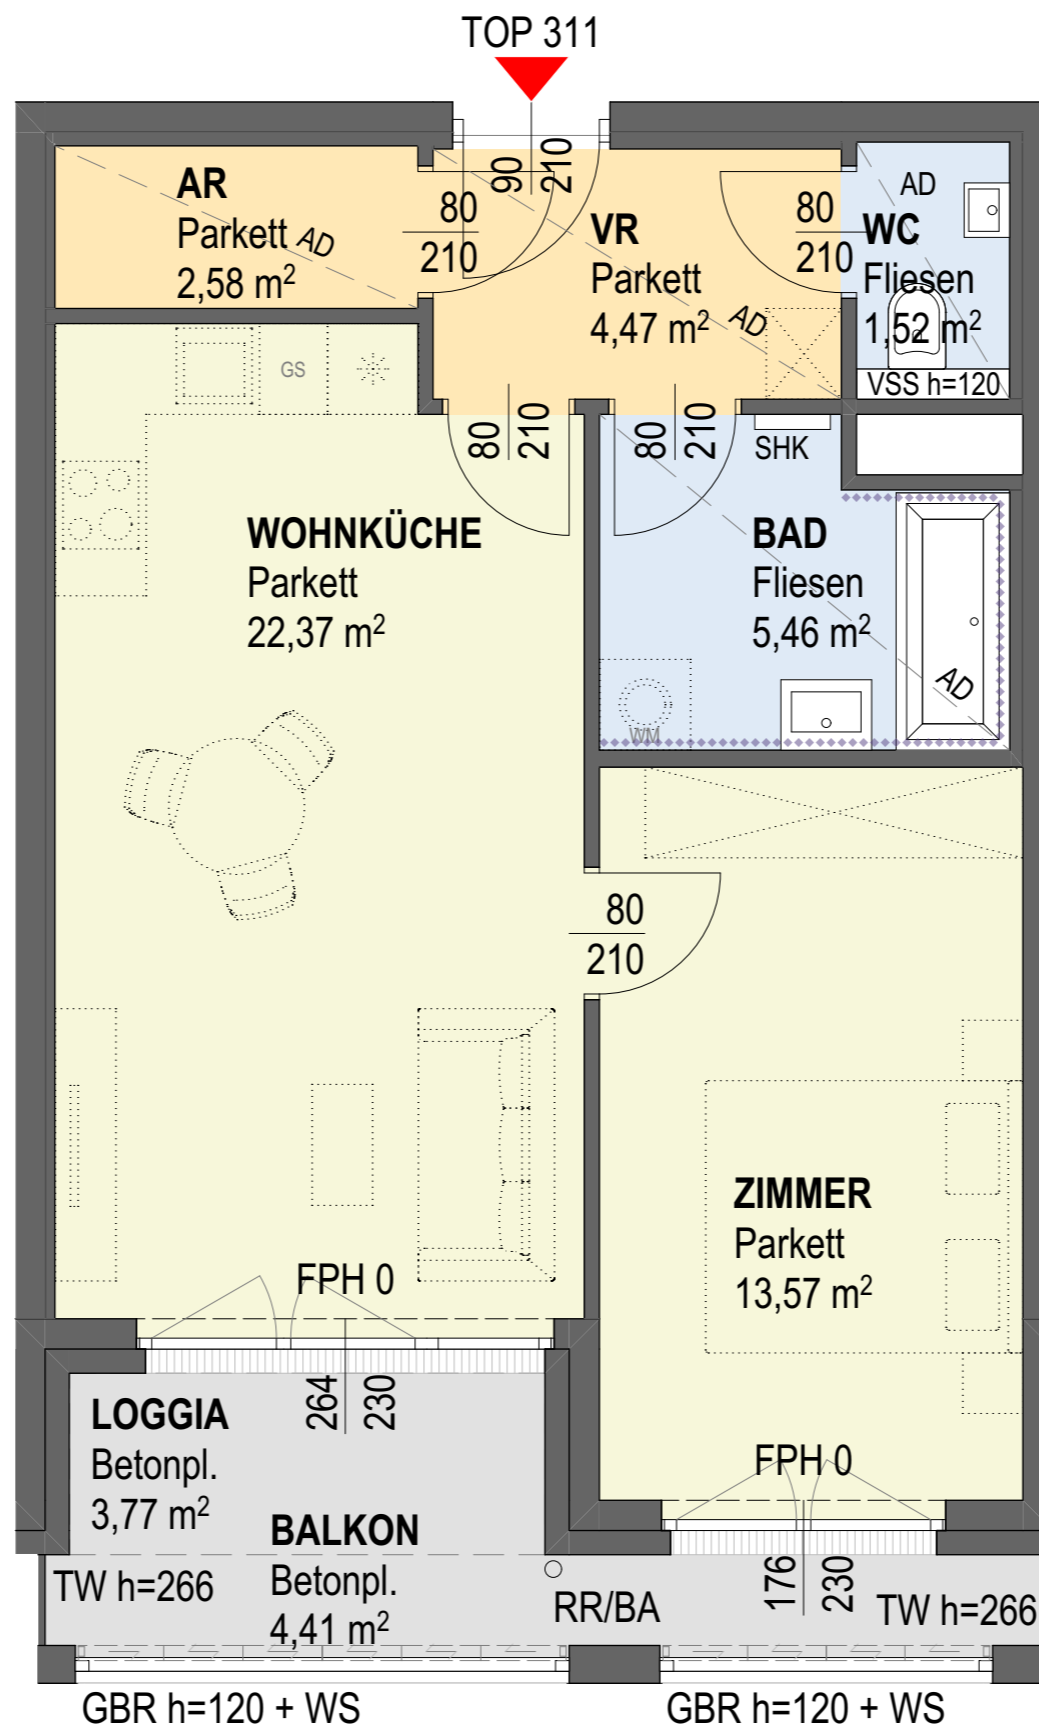 TOP 311
90
210
AR
Parkett
2,58 m²
AD
80
210
VR
Parkett
4,47 m²
AD
80
210
AD
WC
Fliesen
1,52 m²
VSS h=120
GS
80
210
80
210
SHK
WOHNKÜCHE
Parkett
22,37 m²
BAD
Fliesen
5,46 m²
AD
WM
80
210
ZIMMER
Parkett
13,57 m²
FPH 0
264
230
FPH 0
176
230
LOGGIA
Betonpl.
3,77 m²
BALKON
Betonpl.
4,41 m²
TW h=266
RR/BA
TW h=266
GBR h=120 + WS
GBR h=120 + WS